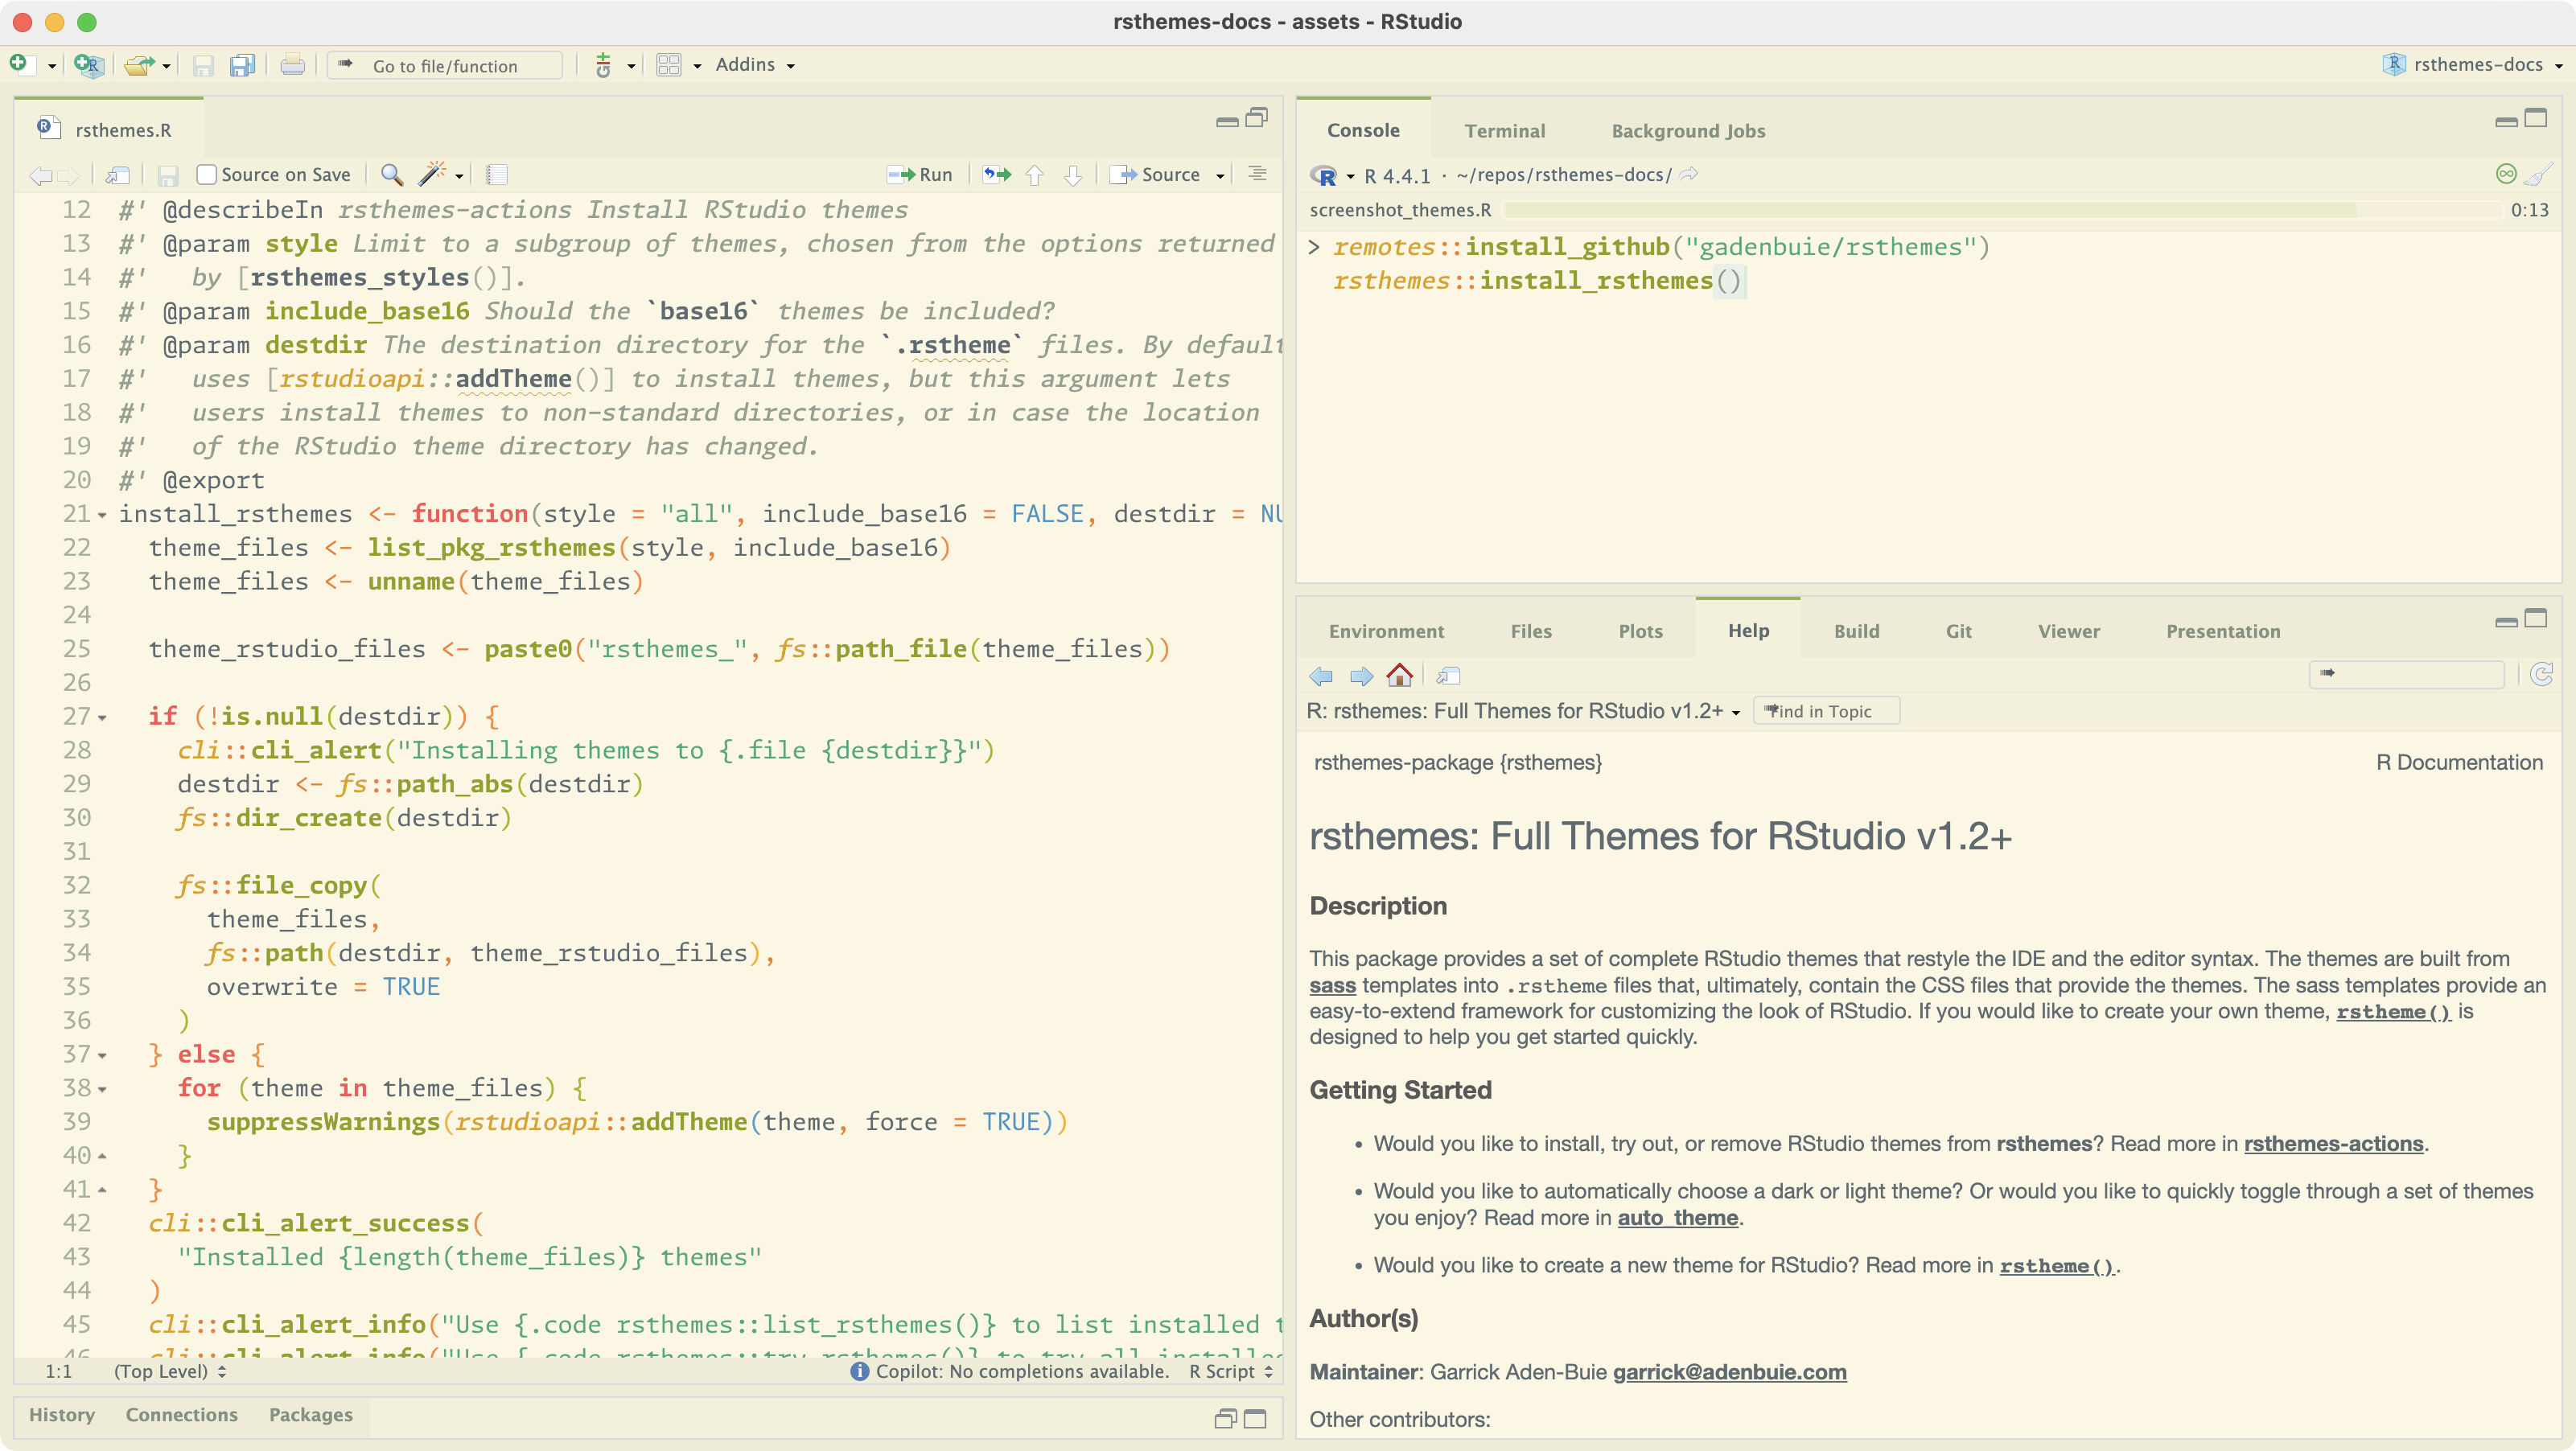 rsthemes-docs - assets - RStudio
Go to file/function
Addins
rsthemes-docs
rsthemes.R
Source on Save
Run
Source
12 #' @describeIn rsthemes-actions Install RStudio themes
13 #' @param style Limit to a subgroup of themes, chosen from the options returned
14 #'   by [rsthemes_styles()].
15 #' @param include_base16 Should the `base16` themes be included?
16 #' @param destdir The destination directory for the `.rstheme` files. By default
17 #'   uses [rstudioapi::addTheme()] to install themes, but this argument lets
18 #'   users install themes to non-standard directories, or in case the location
19 #'   of the RStudio theme directory has changed.
20 #' @export
21 install_rsthemes <- function(style = "all", include_base16 = FALSE, destdir = NU
22   theme_files <- list_pkg_rsthemes(style, include_base16)
23   theme_files <- unname(theme_files)
24
25   theme_rstudio_files <- paste0("rsthemes_", fs::path_file(theme_files))
26
27   if (!is.null(destdir)) {
28     cli::cli_alert("Installing themes to {.file {destdir}}")
29     destdir <- fs::path_abs(destdir)
30     fs::dir_create(destdir)
31
32     fs::file_copy(
33       theme_files,
34       fs::path(destdir, theme_rstudio_files),
35       overwrite = TRUE
36     )
37   } else {
38     for (theme in theme_files) {
39       suppressWarnings(rstudioapi::addTheme(theme, force = TRUE))
40     }
41   }
42   cli::cli_alert_success(
43     "Installed {length(theme_files)} themes"
44   )
45   cli::cli_alert_info("Use {.code rsthemes::list_rsthemes()} to list installed t
46   cli::cli_alert_info("Use {.code rsthemes::try_rsthemes()} to try all installed
1:1 (Top Level)
Copilot: No completions available.
R Script
History Connections Packages
Console Terminal Background Jobs
R 4.4.1 · ~/repos/rsthemes-docs/
screenshot_themes.R 0:13
> remotes::install_github("gadenbuie/rsthemes")
  rsthemes::install_rsthemes()
Environment Files Plots Help Build Git Viewer Presentation
R: rsthemes: Full Themes for RStudio v1.2+
Find in Topic
rsthemes-package {rsthemes} R Documentation
rsthemes: Full Themes for RStudio v1.2+
Description
This package provides a set of complete RStudio themes that restyle the IDE and the editor syntax. The themes are built from
sass templates into .rstheme files that, ultimately, contain the CSS files that provide the themes. The sass templates provide an
easy-to-extend framework for customizing the look of RStudio. If you would like to create your own theme, rstheme() is
designed to help you get started quickly.
Getting Started
• Would you like to install, try out, or remove RStudio themes from rsthemes? Read more in rsthemes-actions.
• Would you like to automatically choose a dark or light theme? Or would you like to quickly toggle through a set of themes
you enjoy? Read more in auto_theme.
• Would you like to create a new theme for RStudio? Read more in rstheme().
Author(s)
Maintainer: Garrick Aden-Buie garrick@adenbuie.com
Other contributors: